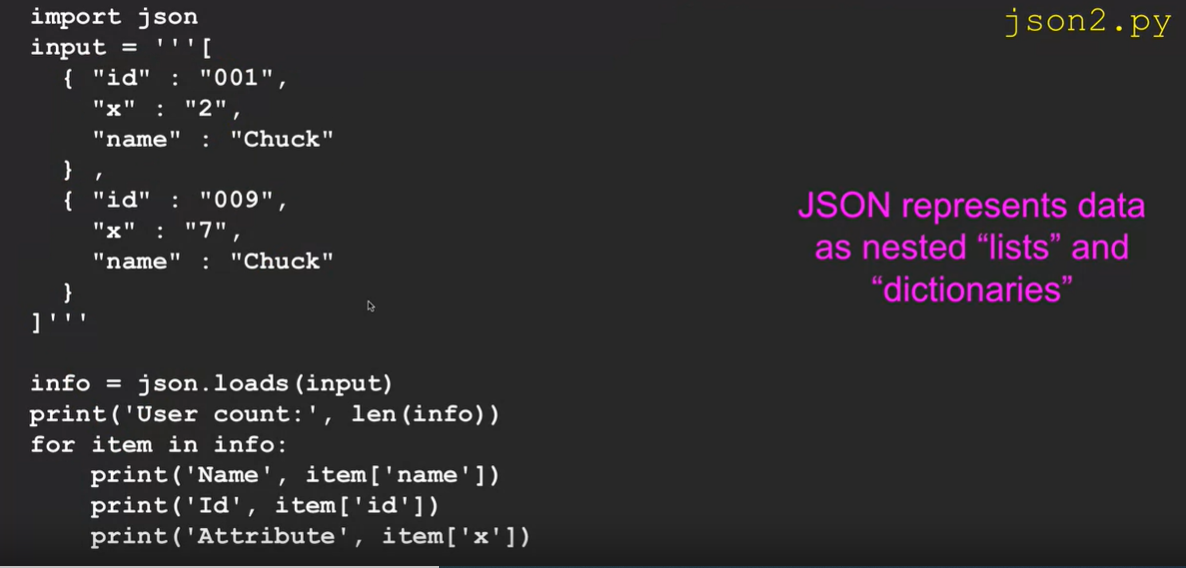 json2.py
import json
input = '''[
  { "id" : "001",
    "x" : "2",
    "name" : "Chuck"
  } ,
  { "id" : "009",
    "x" : "7",
    "name" : "Chuck"
  }
]'''
info = json.loads(input)
print('User count:', len(info))
for item in info:
    print('Name', item['name'])
    print('Id', item['id'])
    print('Attribute', item['x'])
JSON represents data
as nested “lists” and
“dictionaries”